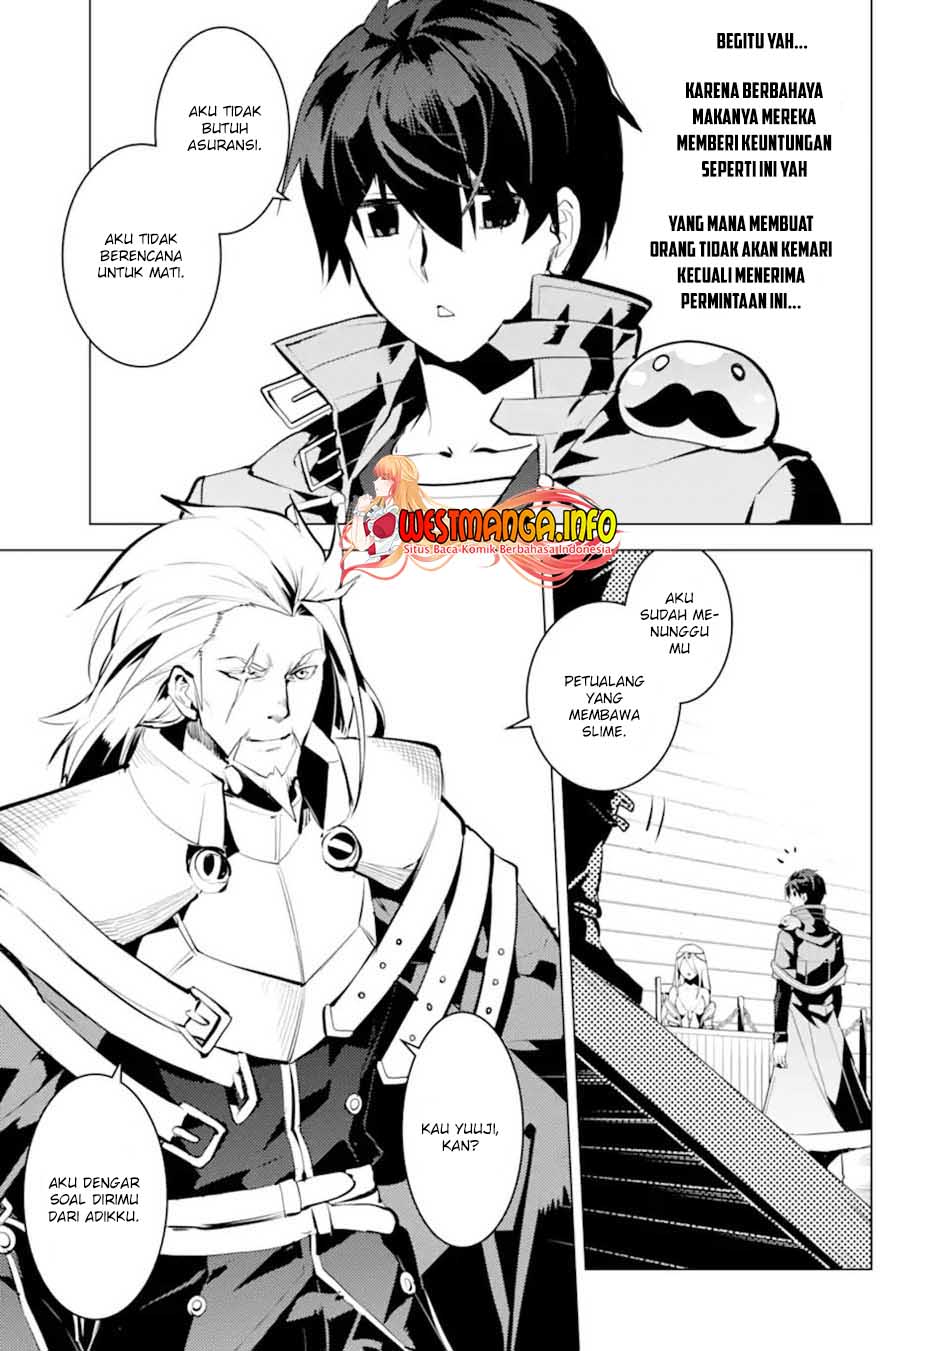 BEGITU YAH...
KARENA BERBAHAYA
MAKANYA MEREKA
MEMBERI KEUNTUNGAN
SEPERTI INI YAH
YANG MANA MEMBUAT
ORANG TIDAK AKAN KEMARI
KECUALI MENERIMA
PERMINTAAN INI...
AKU TIDAK
BUTUH
ASURANSI.
AKU TIDAK
BERENCANA
UNTUK MATI.
WESTMANGA.INFO
Situs Baca Komik Berbahasa Indonesia
AKU
SUDAH ME-
NUNGGU
MU
PETUALANG
YANG
MEMBAWA
SLIME.
KAU YUUJI,
KAN?
AKU DENGAR
SOAL DIRIMU
DARI ADIKKU.